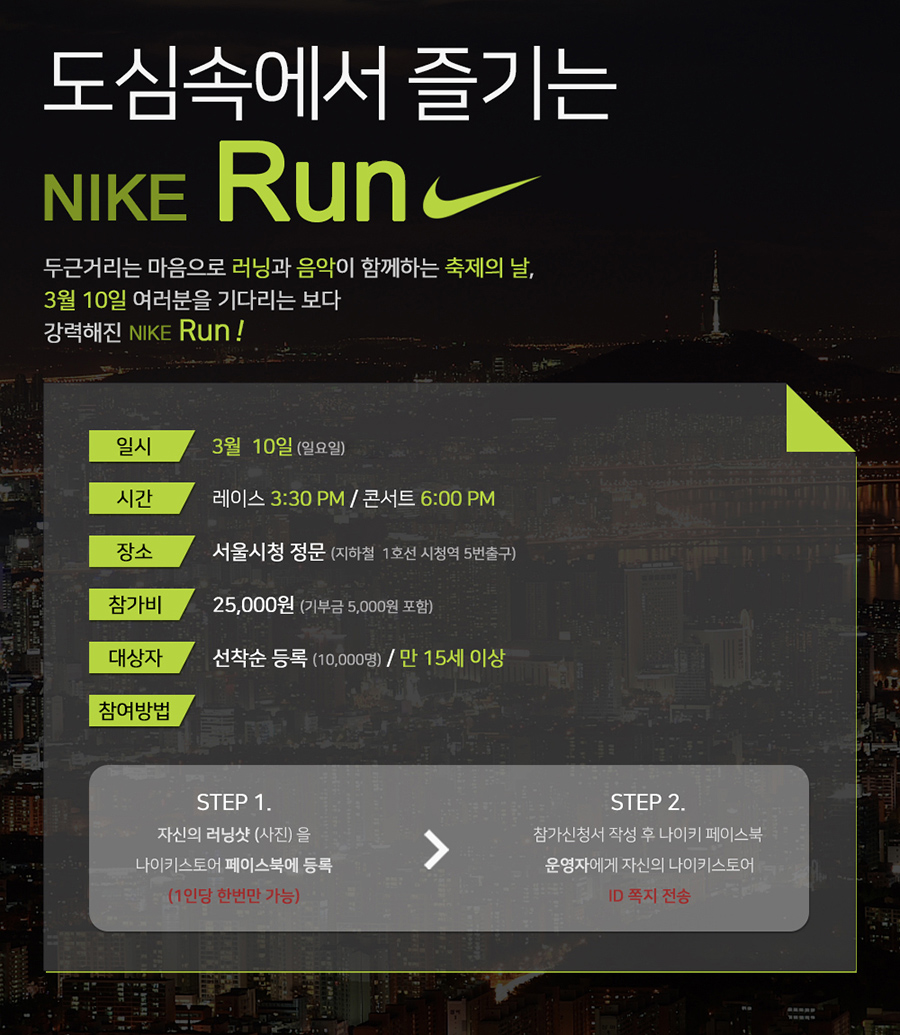 도심속에서 즐기는
NIKE Run
두근거리는 마음으로 러닝과 음악이 함께하는 축제의 날,
3월 10일 여러분을 기다리는 보다
강력해진 NIKE Run !
일시 3월 10일 (일요일)
시간 레이스 3:30 PM / 콘서트 6:00 PM
장소 서울시청 정문 (지하철 1호선 시청역 5번출구)
참가비 25,000원 (기부금 5,000원 포함)
대상자 선착순 등록 (10,000명) / 만 15세 이상
참여방법
STEP 1.
자신의 러닝샷 (사진) 을
나이키스토어 페이스북에 등록
(1인당 한번만 가능)
STEP 2.
참가신청서 작성 후 나이키 페이스북
운영자에게 자신의 나이키스토어
ID 쪽지 전송